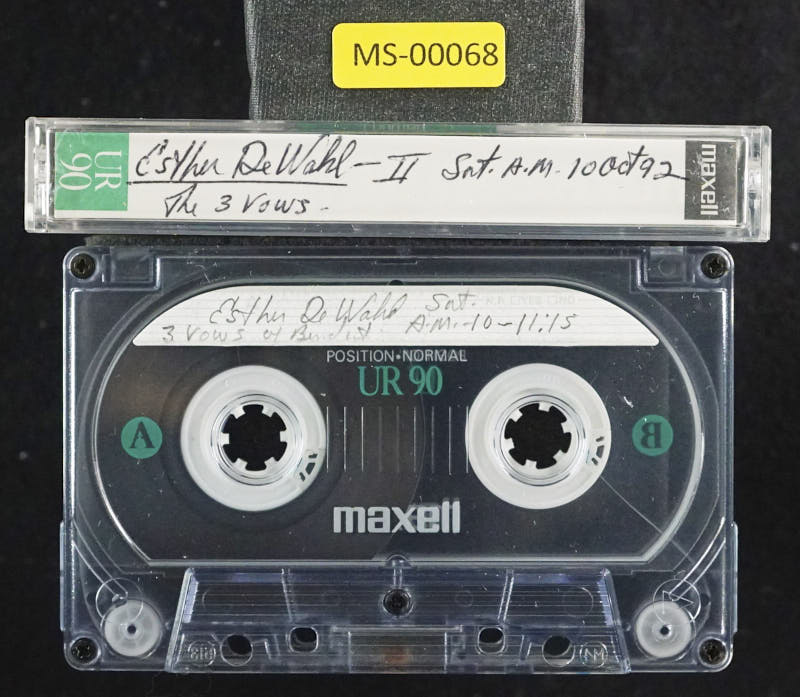 MS-00068
UR 90
Esther DeWahl - II Sat. A.M. 10 Oct 92
The 3 Vows -
maxell
Esther DeWahl Sat.
3 Vows of Benedict A.M. -10-11:15
POSITION•NORMAL
UR 90
A
B
maxell